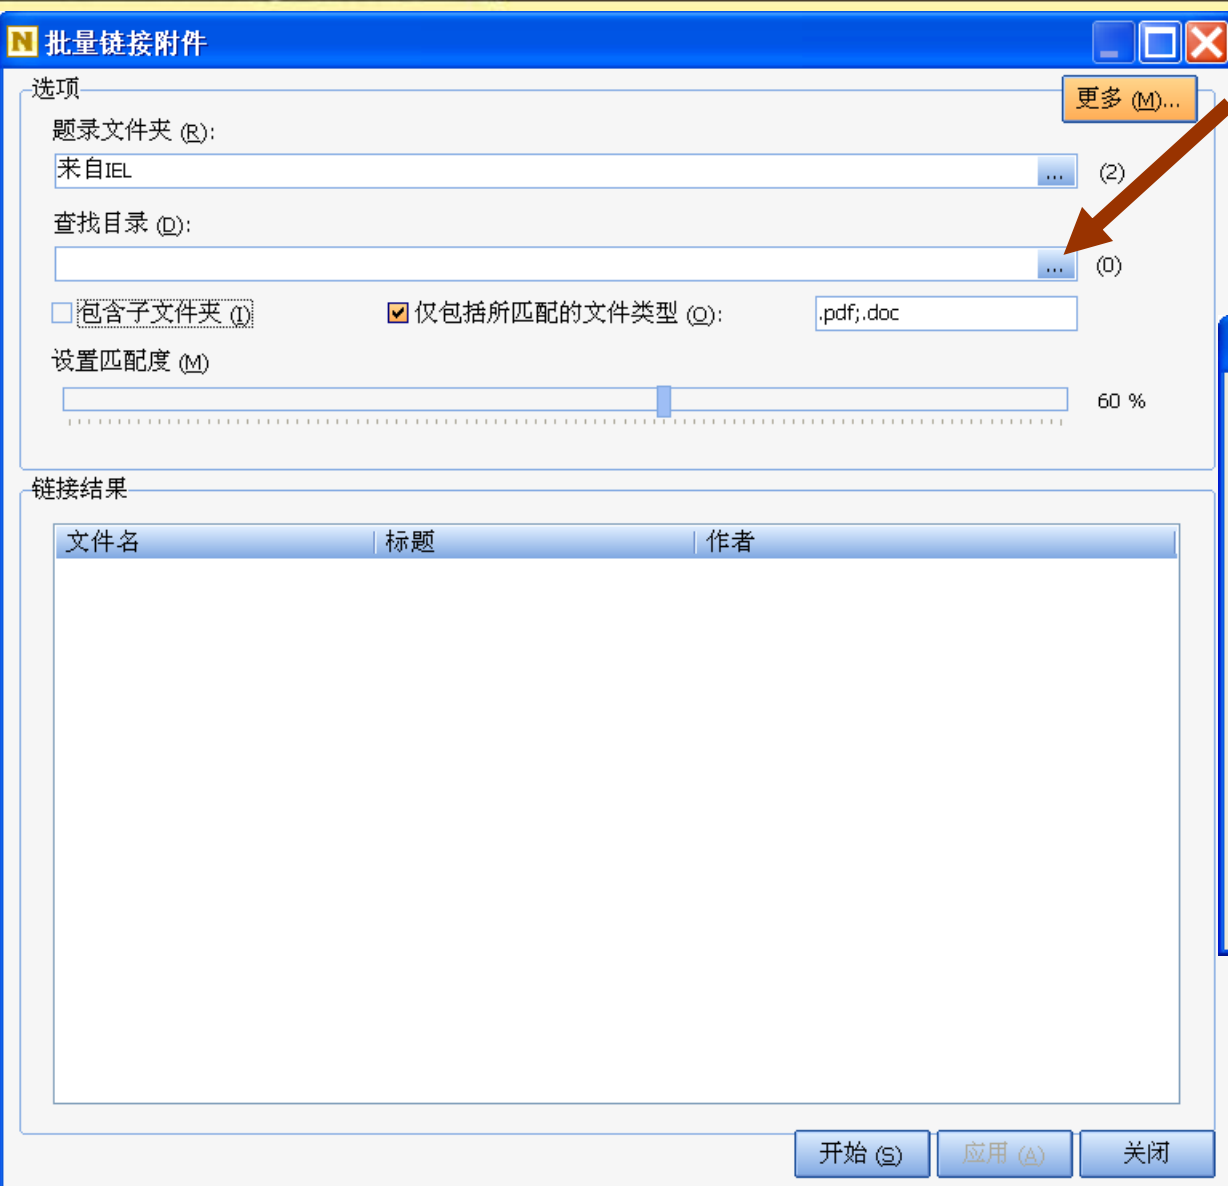 N 批量链接附件
选项
更多 (M)...
题录文件夹 (R):
来自IEL ... (2)
查找目录 (D):
... (0)
包含子文件夹 (I) 仅包括所匹配的文件类型 (O): .pdf;.doc
设置匹配度 (M)
60 %
链接结果
文件名 标题 作者
开始 (S) 应用 (A) 关闭